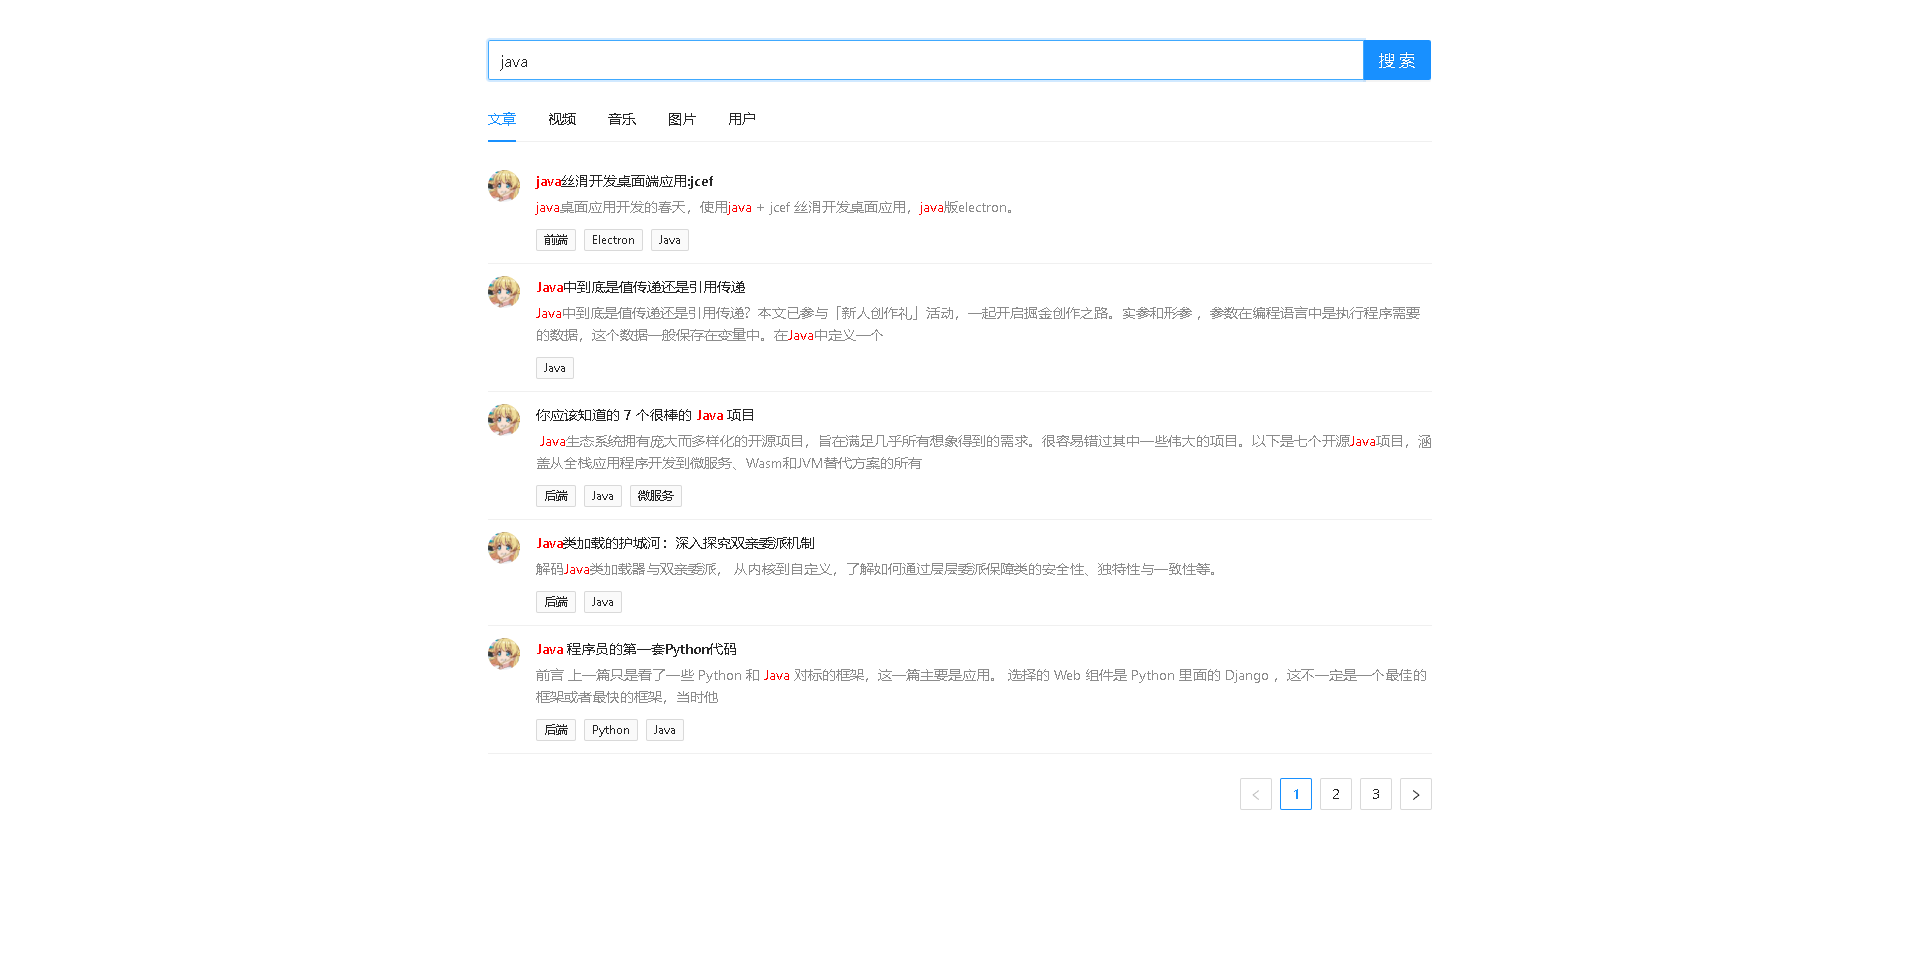 java
搜 索
文章 视频 音乐 图片 用户
java丝滑开发桌面端应用:jcef
java桌面应用开发的春天，使用java + jcef 丝滑开发桌面应用，java版electron。
前端 Electron Java
Java中到底是值传递还是引用传递
Java中到底是值传递还是引用传递？本文已参与「新人创作礼」活动，一起开启掘金创作之路。实参和形参 ，参数在编程语言中是执行程序需要
的数据，这个数据一般保存在变量中。在Java中定义一个
Java
你应该知道的 7 个很棒的 Java 项目
Java生态系统拥有庞大而多样化的开源项目，旨在满足几乎所有想象得到的需求。很容易错过其中一些伟大的项目。以下是七个开源Java项目，涵
盖从全栈应用程序开发到微服务、Wasm和JVM替代方案的所有
后端 Java 微服务
Java类加载的护城河：深入探究双亲委派机制
解码Java类加载器与双亲委派， 从内核到自定义，了解如何通过层层委派保障类的安全性、独特性与一致性等。
后端 Java
Java 程序员的第一套Python代码
前言 上一篇只是看了一些 Python 和 Java 对标的框架，这一篇主要是应用。 选择的 Web 组件是 Python 里面的 Django ，这不一定是一个最佳的
框架或者最快的框架，当时他
后端 Python Java
< 1 2 3 >